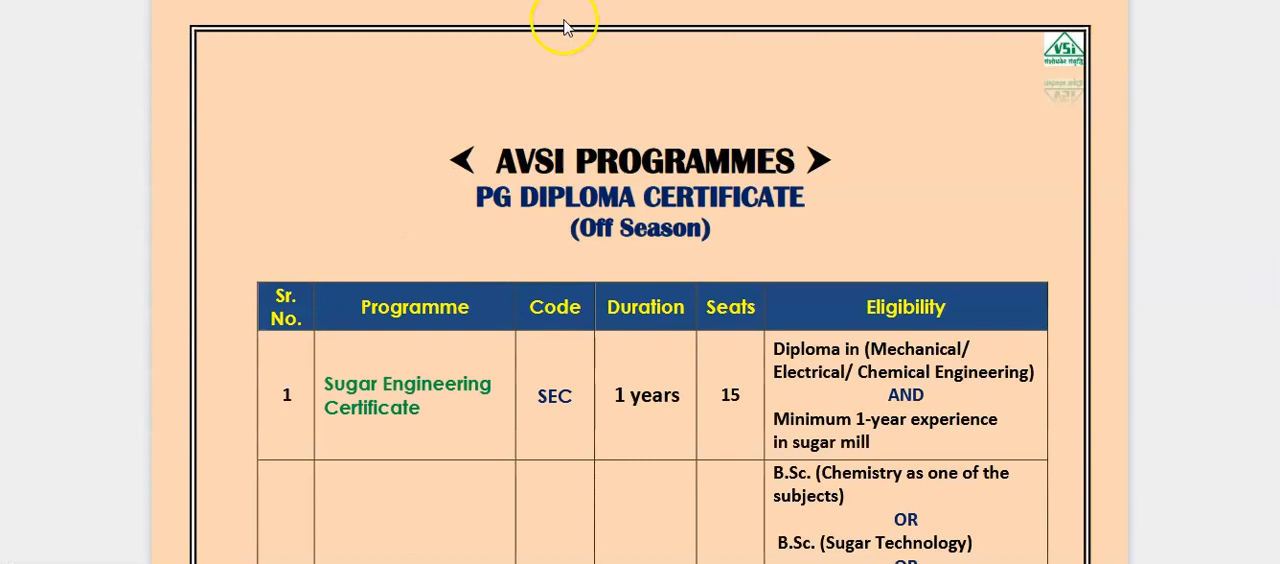 VSi
AVSI PROGRAMMES
PG DIPLOMA CERTIFICATE
(Off Season)
Sr. No. Programme Code Duration Seats Eligibility
1 Sugar Engineering Certificate SEC 1 years 15 Diploma in (Mechanical/
Electrical/ Chemical Engineering)
AND
Minimum 1-year experience
in sugar mill
B.Sc. (Chemistry as one of the
subjects)
OR
B.Sc. (Sugar Technology)
OR